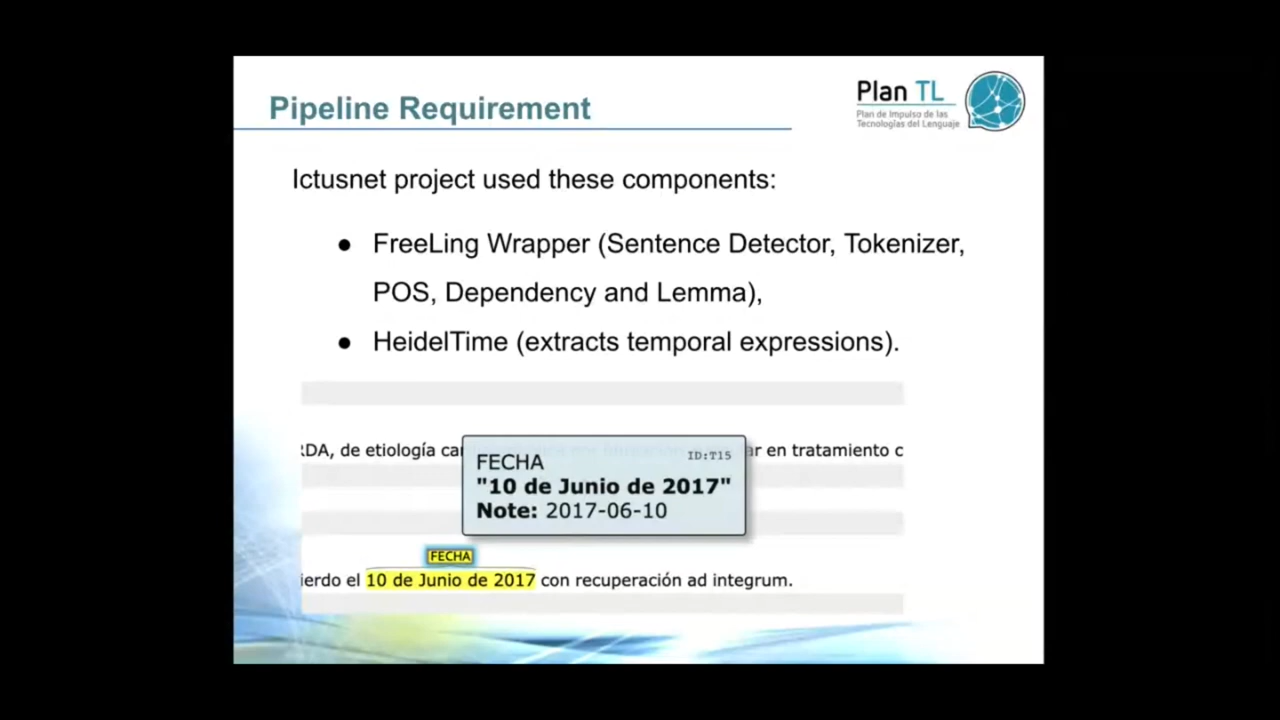 Pipeline Requirement
Plan TL
Plan de Impulso de las
Tecnologías del Lenguaje
Ictusnet project used these components:
● FreeLing Wrapper (Sentence Detector, Tokenizer,
POS, Dependency and Lemma),
● HeidelTime (extracts temporal expressions).
RDA, de etiología ca
ar en tratamiento c
FECHA
ID:T15
"10 de Junio de 2017"
Note: 2017-06-10
FECHA
ierdo el 10 de Junio de 2017 con recuperación ad integrum.